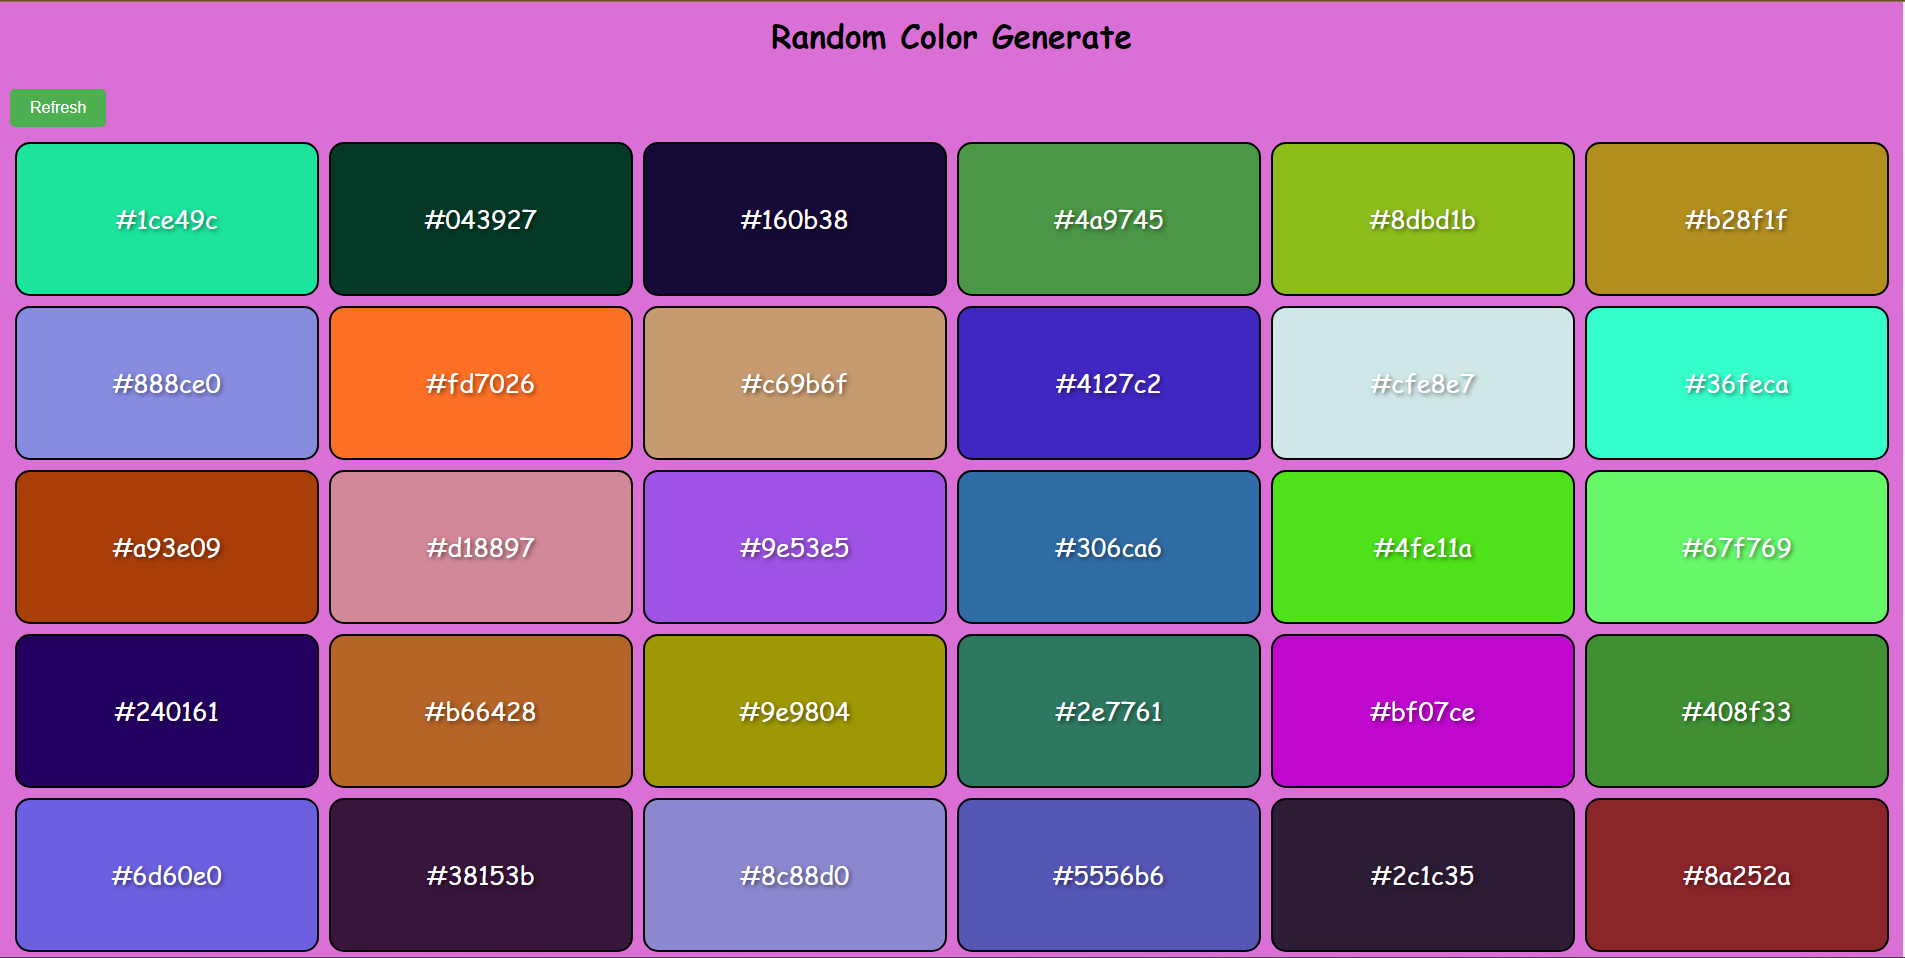 Random Color Generate
Refresh
#1ce49c #043927 #160b38 #4a9745 #8dbd1b #b28f1f
#888ce0 #fd7026 #c69b6f #4127c2 #cfe8e7 #36feca
#a93e09 #d18897 #9e53e5 #306ca6 #4fe11a #67f769
#240161 #b66428 #9e9804 #2e7761 #bf07ce #408f33
#6d60e0 #38153b #8c88d0 #5556b6 #2c1c35 #8a252a